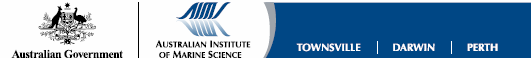 Australian Government
AUSTRALIAN INSTITUTE
OF MARINE SCIENCE
TOWNSVILLE | DARWIN | PERTH